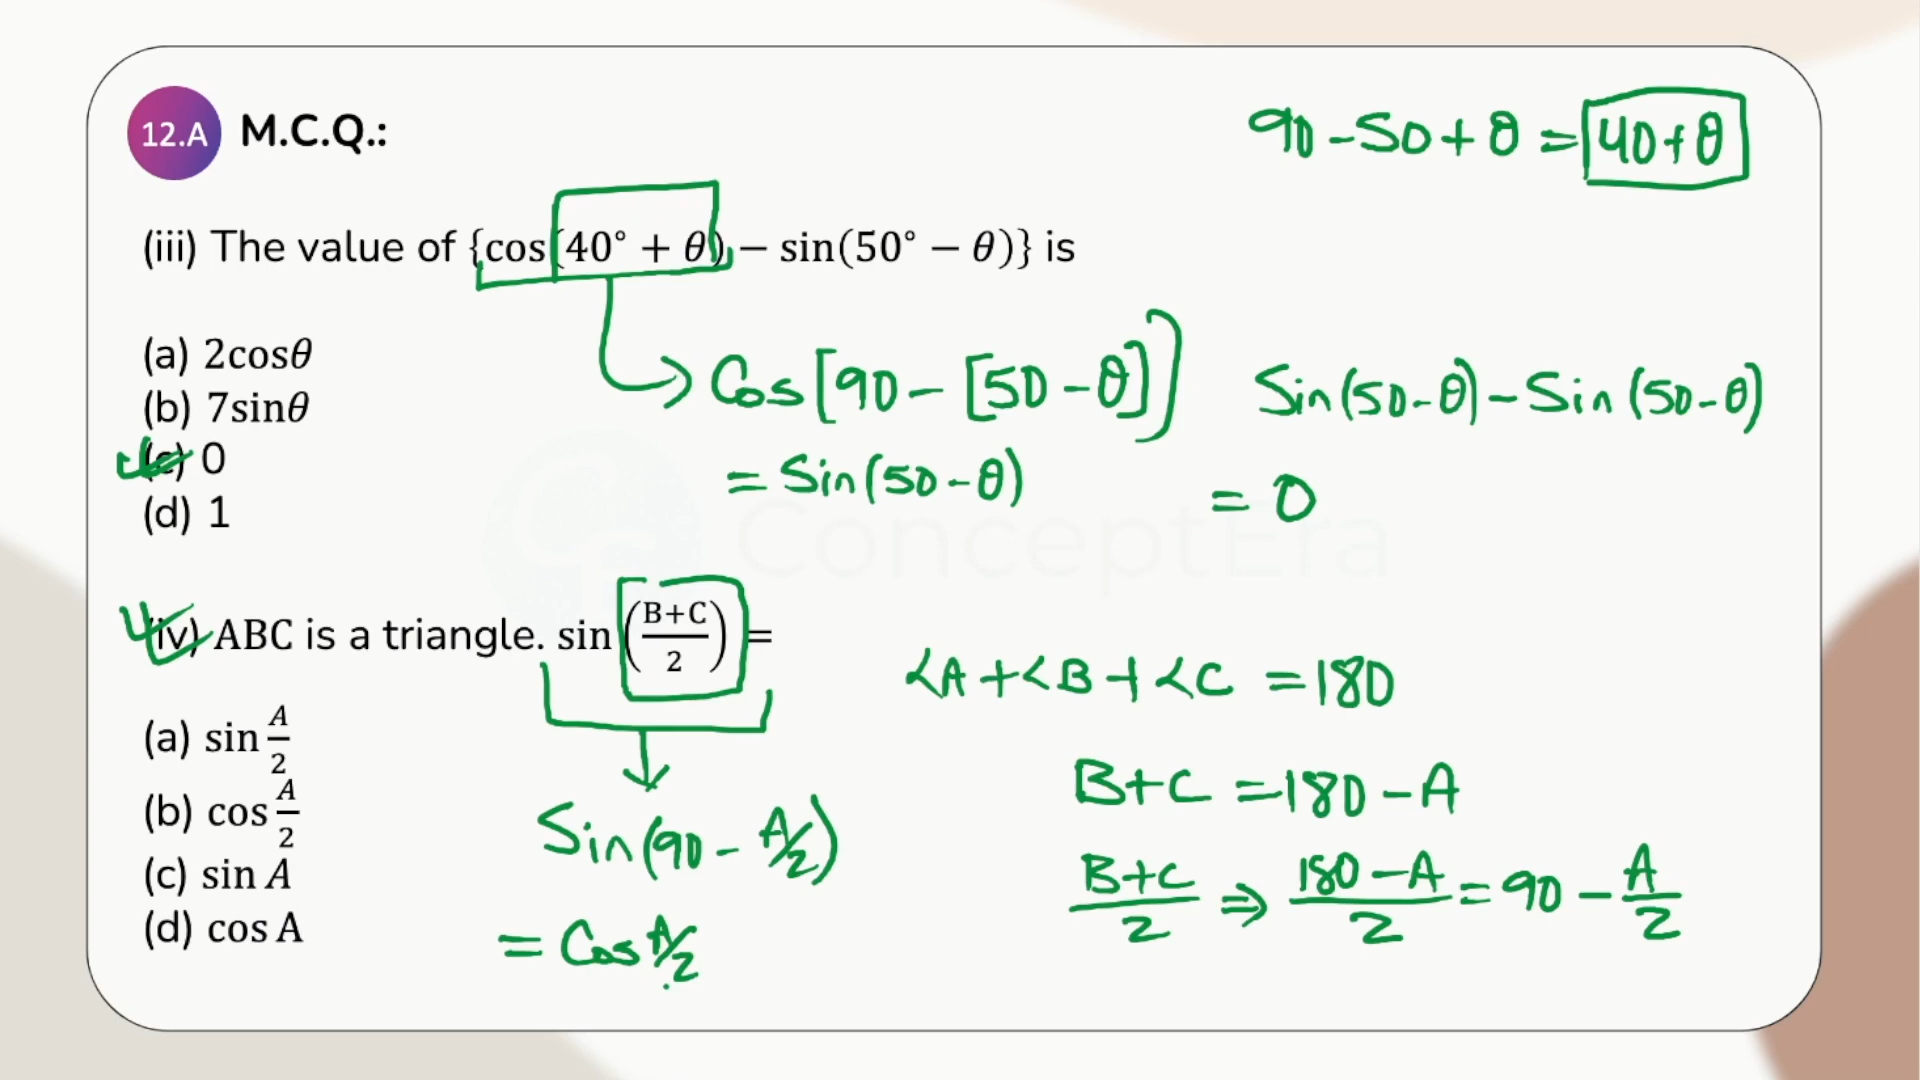 12.A M.C.Q.:
90 - 50 + θ = 40 + θ
(iii) The value of {cos(40° + θ) − sin(50° − θ)} is
(a) 2cosθ
(b) 7sinθ
(c) 0
(d) 1
Cos[90 - [50 - θ]]
= Sin(50 - θ)
Sin(50 - θ) - Sin(50 - θ)
= 0
ConceptEra
(iv) ABC is a triangle. sin((B+C)/2) =
(a) sin A/2
(b) cos A/2
(c) sin A
(d) cos A
Sin(90 - A/2)
= Cos A/2
∠A + ∠B + ∠C = 180
B+C = 180 - A
(B+C)/2 ⇒ (180 - A)/2 = 90 - A/2